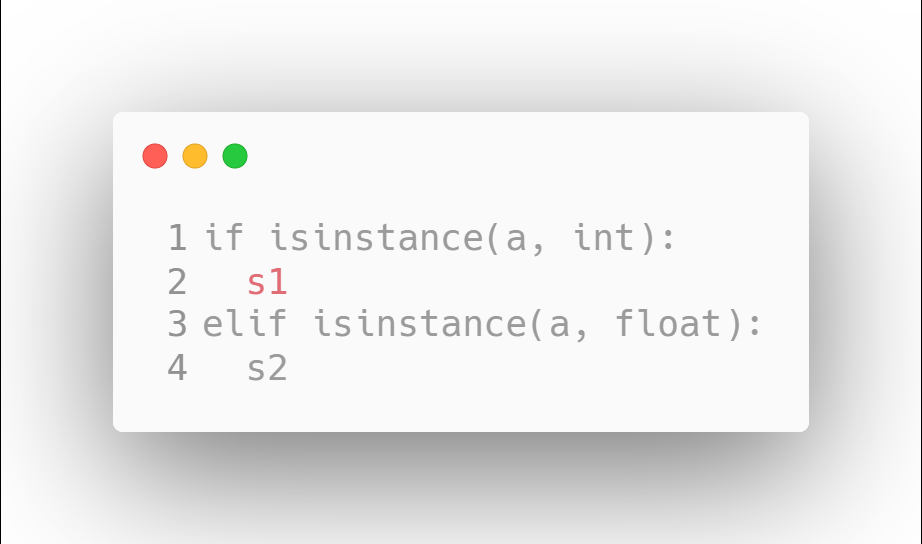 1 if isinstance(a, int):
2   s1
3 elif isinstance(a, float):
4   s2